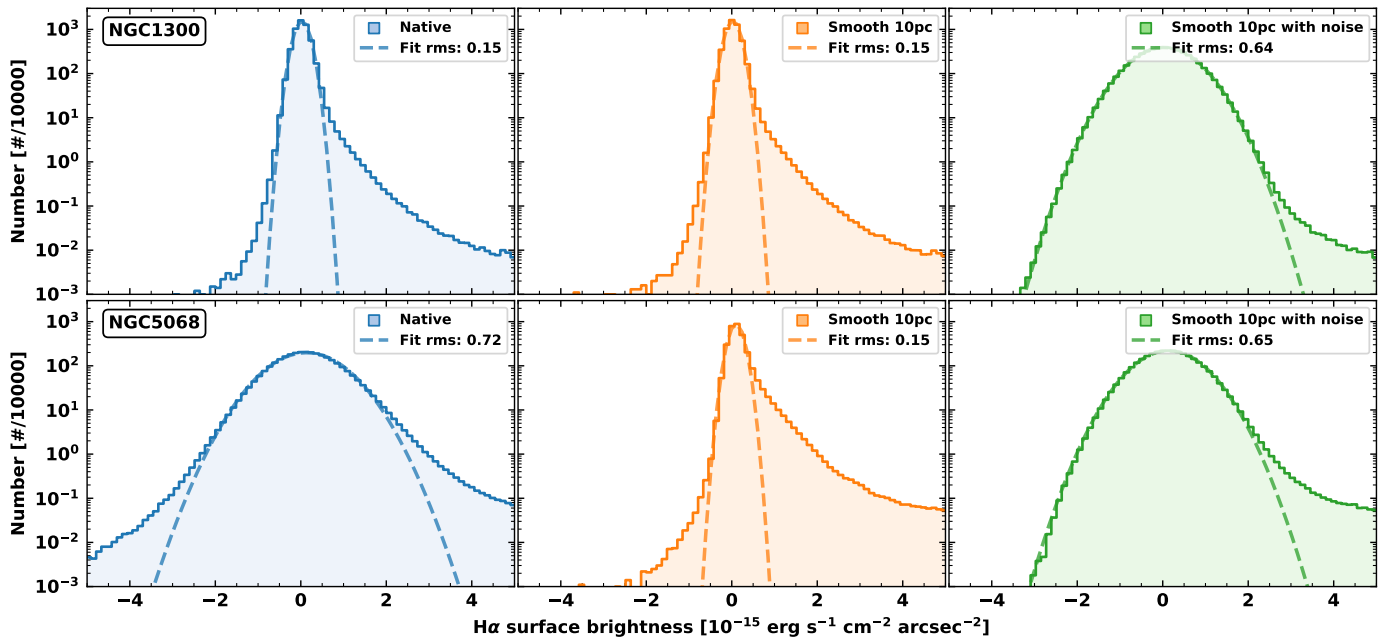 NGC1300
Native
Fit rms: 0.15
Smooth 10pc
Fit rms: 0.15
Smooth 10pc with noise
Fit rms: 0.64
Number [#/10000]
10³
10²
10¹
10⁰
10⁻¹
10⁻²
10⁻³
NGC5068
Native
Fit rms: 0.72
Smooth 10pc
Fit rms: 0.15
Smooth 10pc with noise
Fit rms: 0.65
Number [#/10000]
10³
10²
10¹
10⁰
10⁻¹
10⁻²
10⁻³
−4 −2 0 2 4 −4 −2 0 2 4 −4 −2 0 2 4
Hα surface brightness [10⁻¹⁵ erg s⁻¹ cm⁻² arcsec⁻²]